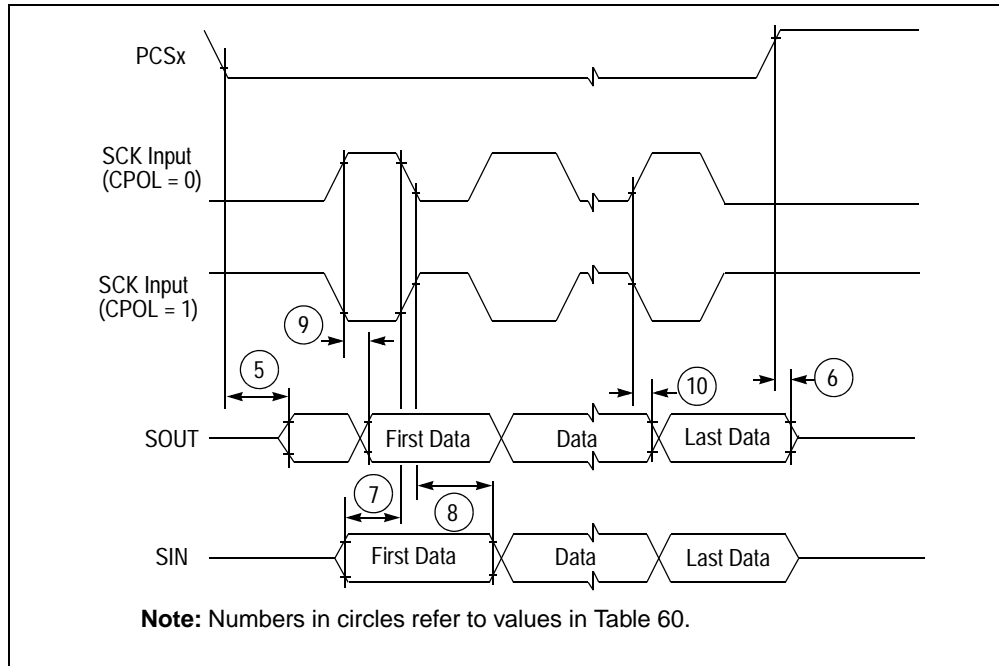 PCSx
SCK Input
(CPOL = 0)
SCK Input
(CPOL = 1)
9
5
10
6
SOUT
First Data
Data
Last Data
7
8
SIN
First Data
Data
Last Data
Note: Numbers in circles refer to values in Table 60.